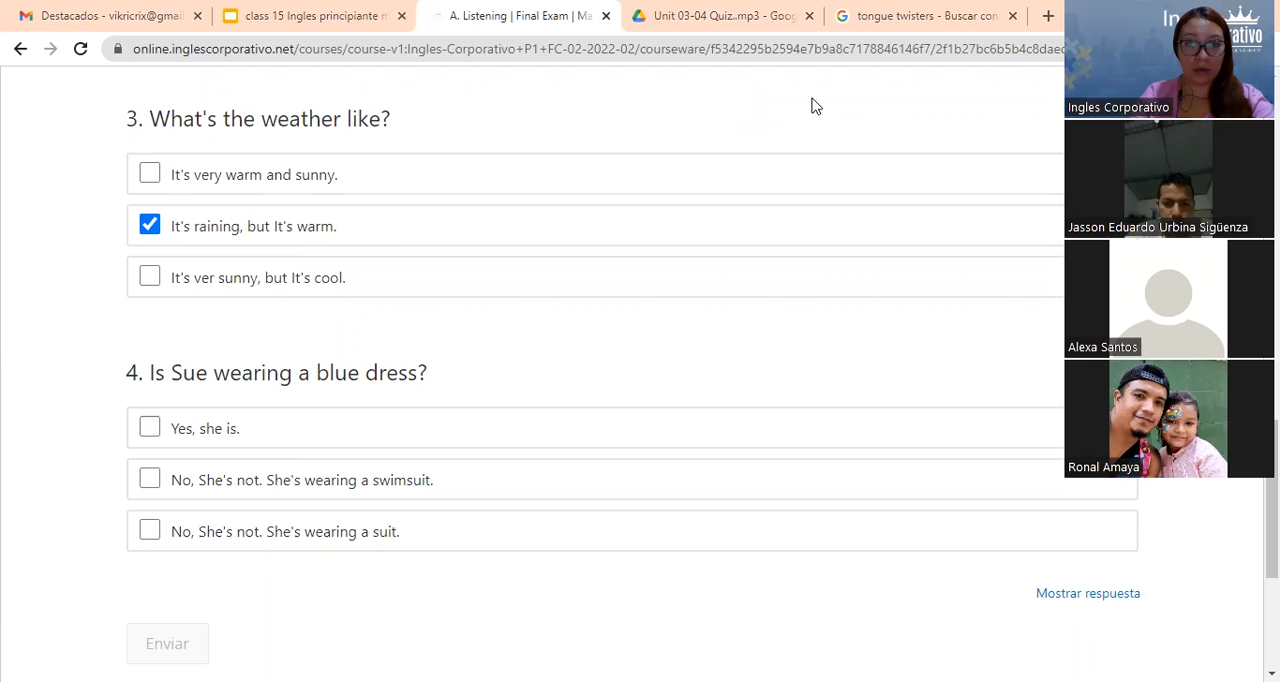 Destacados - vikricrix@gmai
class 15 Ingles principiante m
A. Listening | Final Exam | Ma
Unit 03-04 Quiz..mp3 - Goog
tongue twisters - Buscar con
online.inglescorporativo.net/courses/course-v1:Ingles-Corporativo+P1+FC-02-2022-02/courseware/f5342295b2594e7b9a8c7178846146f7/2f1b27bc6b5b4c8daec
3. What's the weather like?
It's very warm and sunny.
It's raining, but It's warm.
It's ver sunny, but It's cool.
4. Is Sue wearing a blue dress?
Yes, she is.
No, She's not. She's wearing a swimsuit.
No, She's not. She's wearing a suit.
Mostrar respuesta
Enviar
Ingles Corporativo
Jasson Eduardo Urbina Sigüenza
Alexa Santos
Ronal Amaya